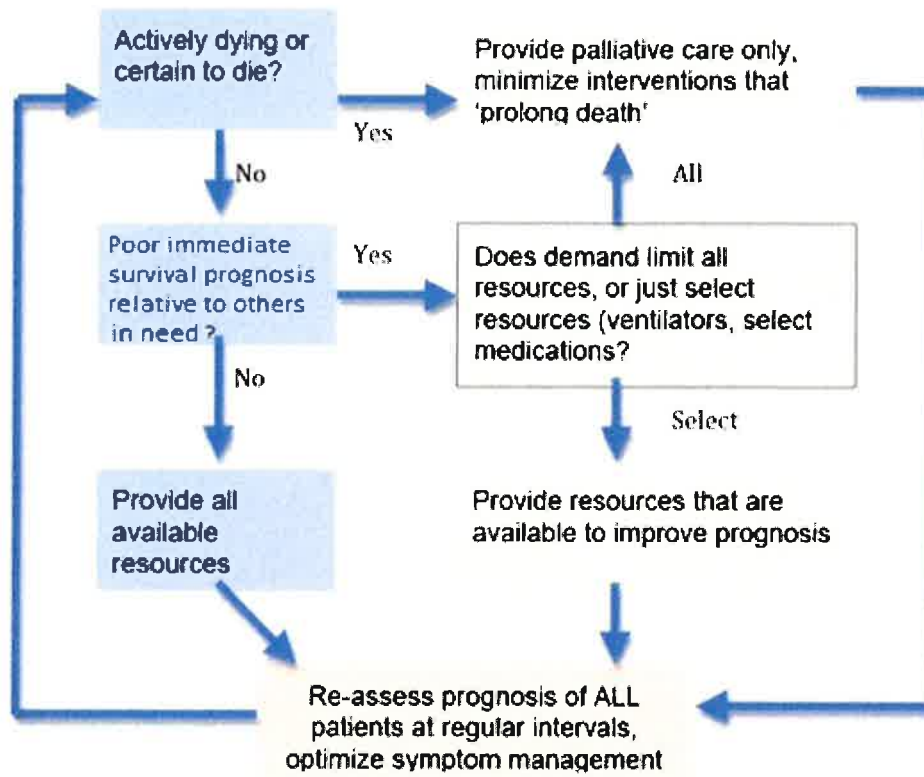 Actively dying or
certain to die?
Provide palliative care only,
minimize interventions that
‘prolong death’
Yes
No
All
Poor immediate
survival prognosis
relative to others
in need ?
Yes
Does demand limit all
resources, or just select
resources (ventilators, select
medications?
No
Select
Provide all
available
resources
Provide resources that are
available to improve prognosis
Re-assess prognosis of ALL
patients at regular intervals,
optimize symptom management